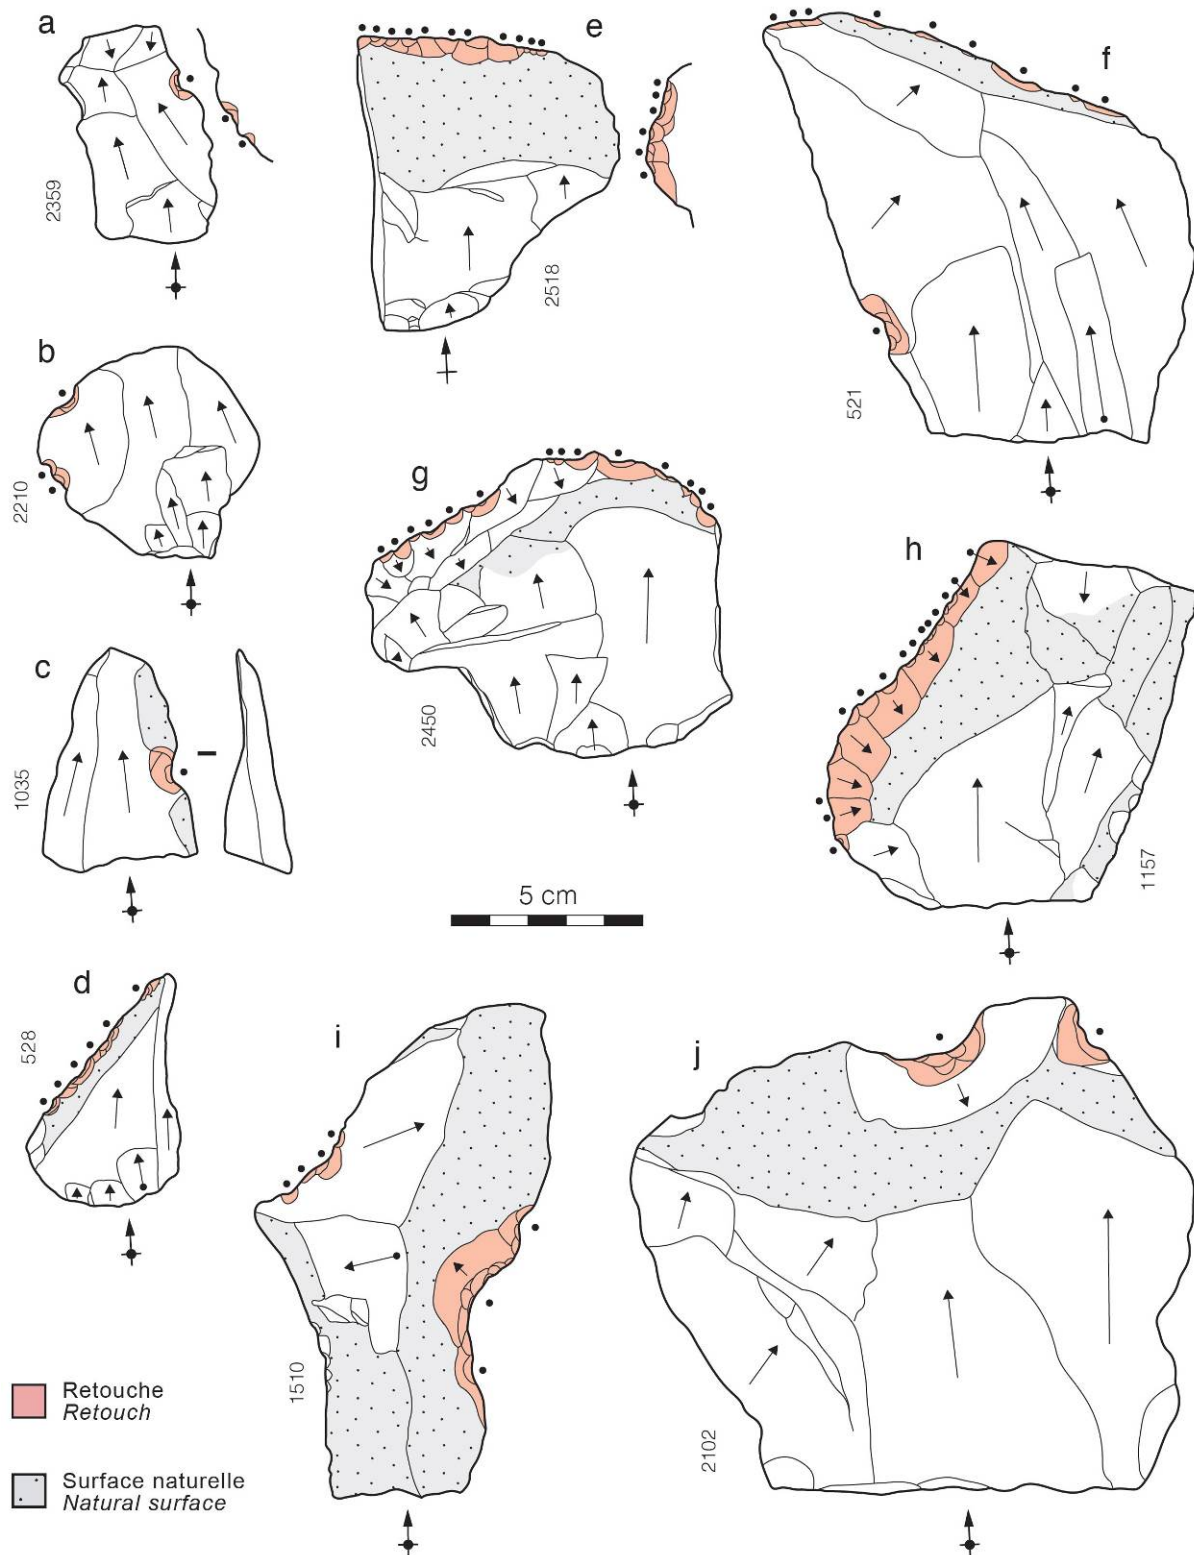 a
2359
e
2518
f
521
b
2210
g
2450
h
1157
c
1035
5 cm
d
528
i
1510
j
2102
Retouche
Retouch
Surface naturelle
Natural surface